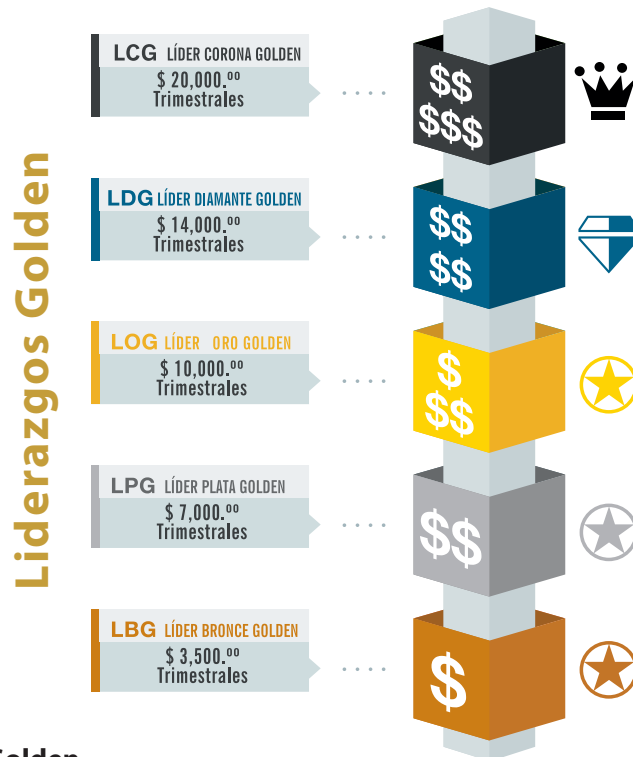 Liderazgos Golden
LCG LÍDER CORONA GOLDEN
$ 20,000.⁰⁰
Trimestrales
$$
$$$
LDG LÍDER DIAMANTE GOLDEN
$ 14,000.⁰⁰
Trimestrales
$$
$$
LOG LÍDER ORO GOLDEN
$ 10,000.⁰⁰
Trimestrales
$
$$
LPG LÍDER PLATA GOLDEN
$ 7,000.⁰⁰
Trimestrales
$$
LBG LÍDER BRONCE GOLDEN
$ 3,500.⁰⁰
Trimestrales
$
Golden